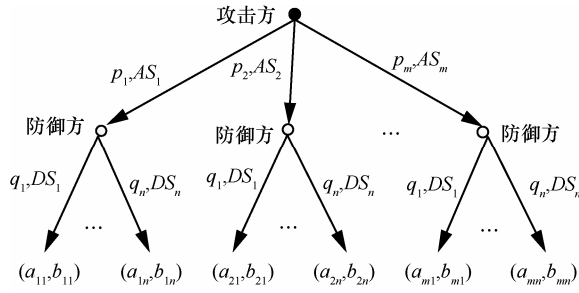 攻击方
p₁,AS₁ p₂,AS₂ pₘ,ASₘ
防御方 防御方 … 防御方
q₁,DS₁ qₙ,DSₙ q₁,DS₁ qₙ,DSₙ q₁,DS₁ qₙ,DSₙ
… … …
(a₁₁,b₁₁) (a₁ₙ,b₁ₙ) (a₂₁,b₂₁) (a₂ₙ,b₂ₙ) (aₘ₁,bₘ₁) (aₘₙ,bₘₙ)